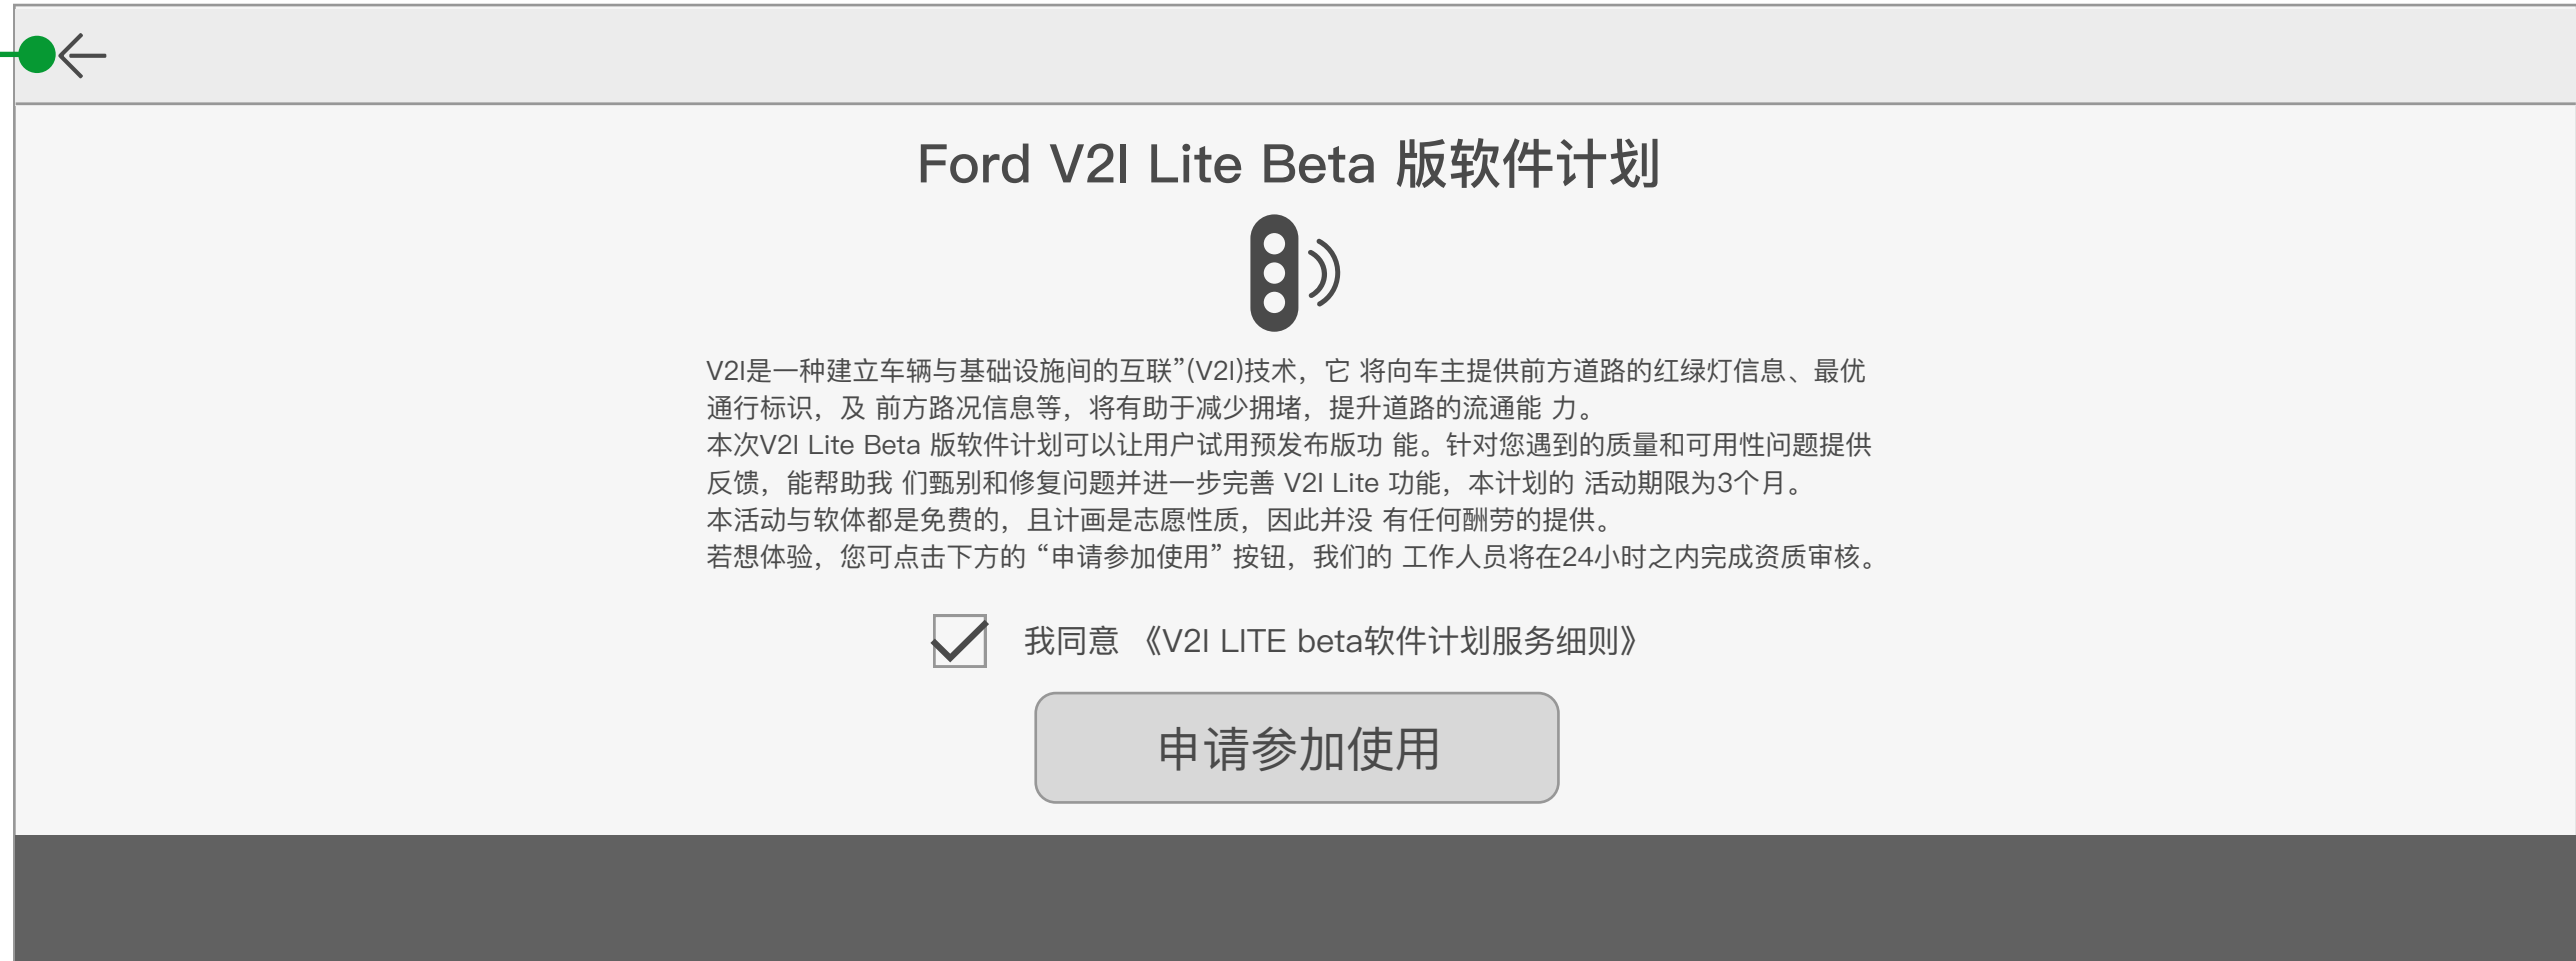 Ford V2I Lite Beta 版软件计划
V2I是一种建立车辆与基础设施间的互联”(V2I)技术，它 将向车主提供前方道路的红绿灯信息、最优
通行标识，及 前方路况信息等，将有助于减少拥堵，提升道路的流通能 力。
本次V2I Lite Beta 版软件计划可以让用户试用预发布版功 能。针对您遇到的质量和可用性问题提供
反馈，能帮助我 们甄别和修复问题并进一步完善 V2I Lite 功能，本计划的 活动期限为3个月。
本活动与软体都是免费的，且计画是志愿性质，因此并没 有任何酬劳的提供。
若想体验，您可点击下方的“申请参加使用”按钮，我们的 工作人员将在24小时之内完成资质审核。
我同意 《V2I LITE beta软件计划服务细则》
申请参加使用